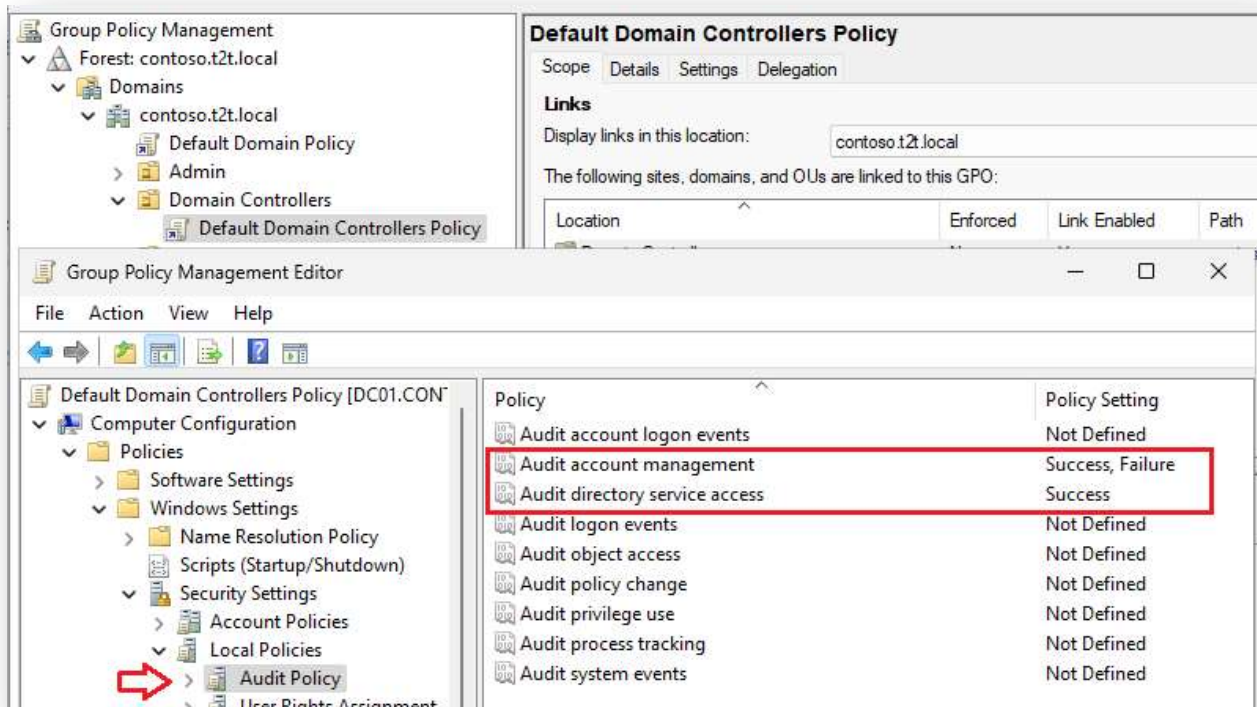 Group Policy Management
Forest: contoso.t2t.local
Domains
contoso.t2t.local
Default Domain Policy
Admin
Domain Controllers
Default Domain Controllers Policy
Default Domain Controllers Policy
Scope Details Settings Delegation
Links
Display links in this location: contoso.t2t.local
The following sites, domains, and OUs are linked to this GPO:
Location Enforced Link Enabled Path
Group Policy Management Editor
File Action View Help
Default Domain Controllers Policy [DC01.CONT
Computer Configuration
Policies
Software Settings
Windows Settings
Name Resolution Policy
Scripts (Startup/Shutdown)
Security Settings
Account Policies
Local Policies
Audit Policy
User Rights Assignment
Policy Policy Setting
Audit account logon events Not Defined
Audit account management Success, Failure
Audit directory service access Success
Audit logon events Not Defined
Audit object access Not Defined
Audit policy change Not Defined
Audit privilege use Not Defined
Audit process tracking Not Defined
Audit system events Not Defined